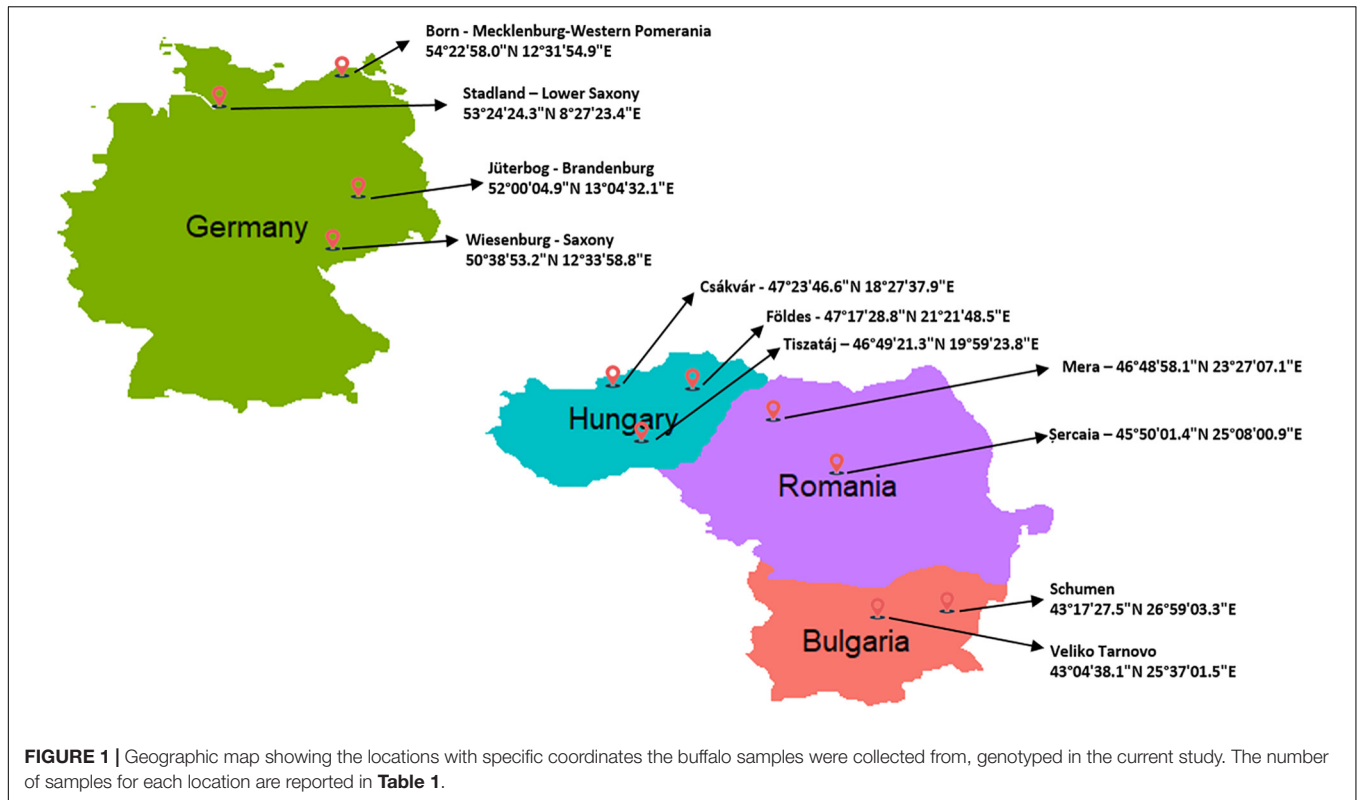 Born - Mecklenburg-Western Pomerania
54°22'58.0"N 12°31'54.9"E
Stadland – Lower Saxony
53°24'24.3"N 8°27'23.4"E
Jüterbog - Brandenburg
52°00'04.9"N 13°04'32.1"E
Germany
Wiesenburg - Saxony
50°38'53.2"N 12°33'58.8"E
Csákvár - 47°23'46.6"N 18°27'37.9"E
Földes - 47°17'28.8"N 21°21'48.5"E
Tiszatáj – 46°49'21.3"N 19°59'23.8"E
Mera – 46°48'58.1"N 23°27'07.1"E
Hungary
Șercaia – 45°50'01.4"N 25°08'00.9"E
Romania
Schumen
43°17'27.5"N 26°59'03.3"E
Bulgaria
Veliko Tarnovo
43°04'38.1"N 25°37'01.5"E
FIGURE 1 | Geographic map showing the locations with specific coordinates the buffalo samples were collected from, genotyped in the current study. The number
of samples for each location are reported in Table 1.